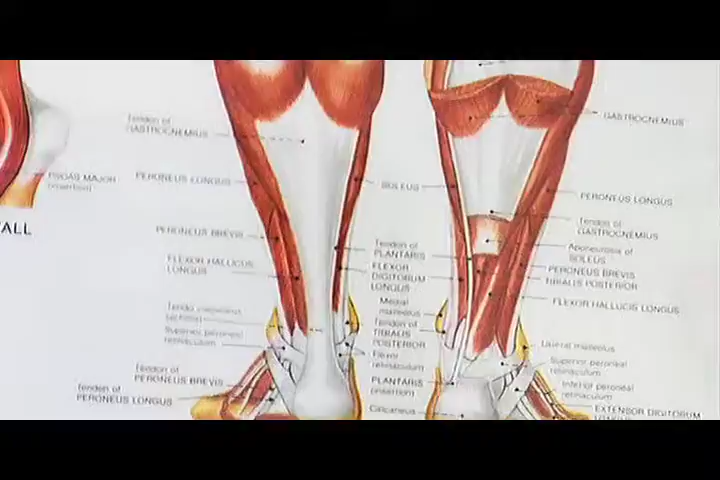 PSOAS MAJOR
(insertion)
ALL
Tendon of
GASTROCNEMIUS
PERONEUS LONGUS
PERONEUS BREVIS
FLEXOR HALLUCIS
LONGUS
Superior peroneal
retinaculum
Tendon of
PERONEUS BREVIS
Tendon of
PERONEUS LONGUS
SOLEUS
Tendon of
PLANTARIS
FLEXOR
DIGITORUM
LONGUS
Medial
malleolus
Tendon of
TIBIALIS
POSTERIOR
Flexor
retinaculum
PLANTARIS
(insertion)
Calcaneus
GASTROCNEMIUS
PERONEUS LONGUS
Tendon of
GASTROCNEMIUS
Aponeurosis of
SOLEUS
PERONEUS BREVIS
TIBIALIS POSTERIOR
FLEXOR HALLUCIS LONGUS
Lateral malleolus
Superior peroneal
retinaculum
Inferior peroneal
retinaculum
EXTENSOR DIGITORUM